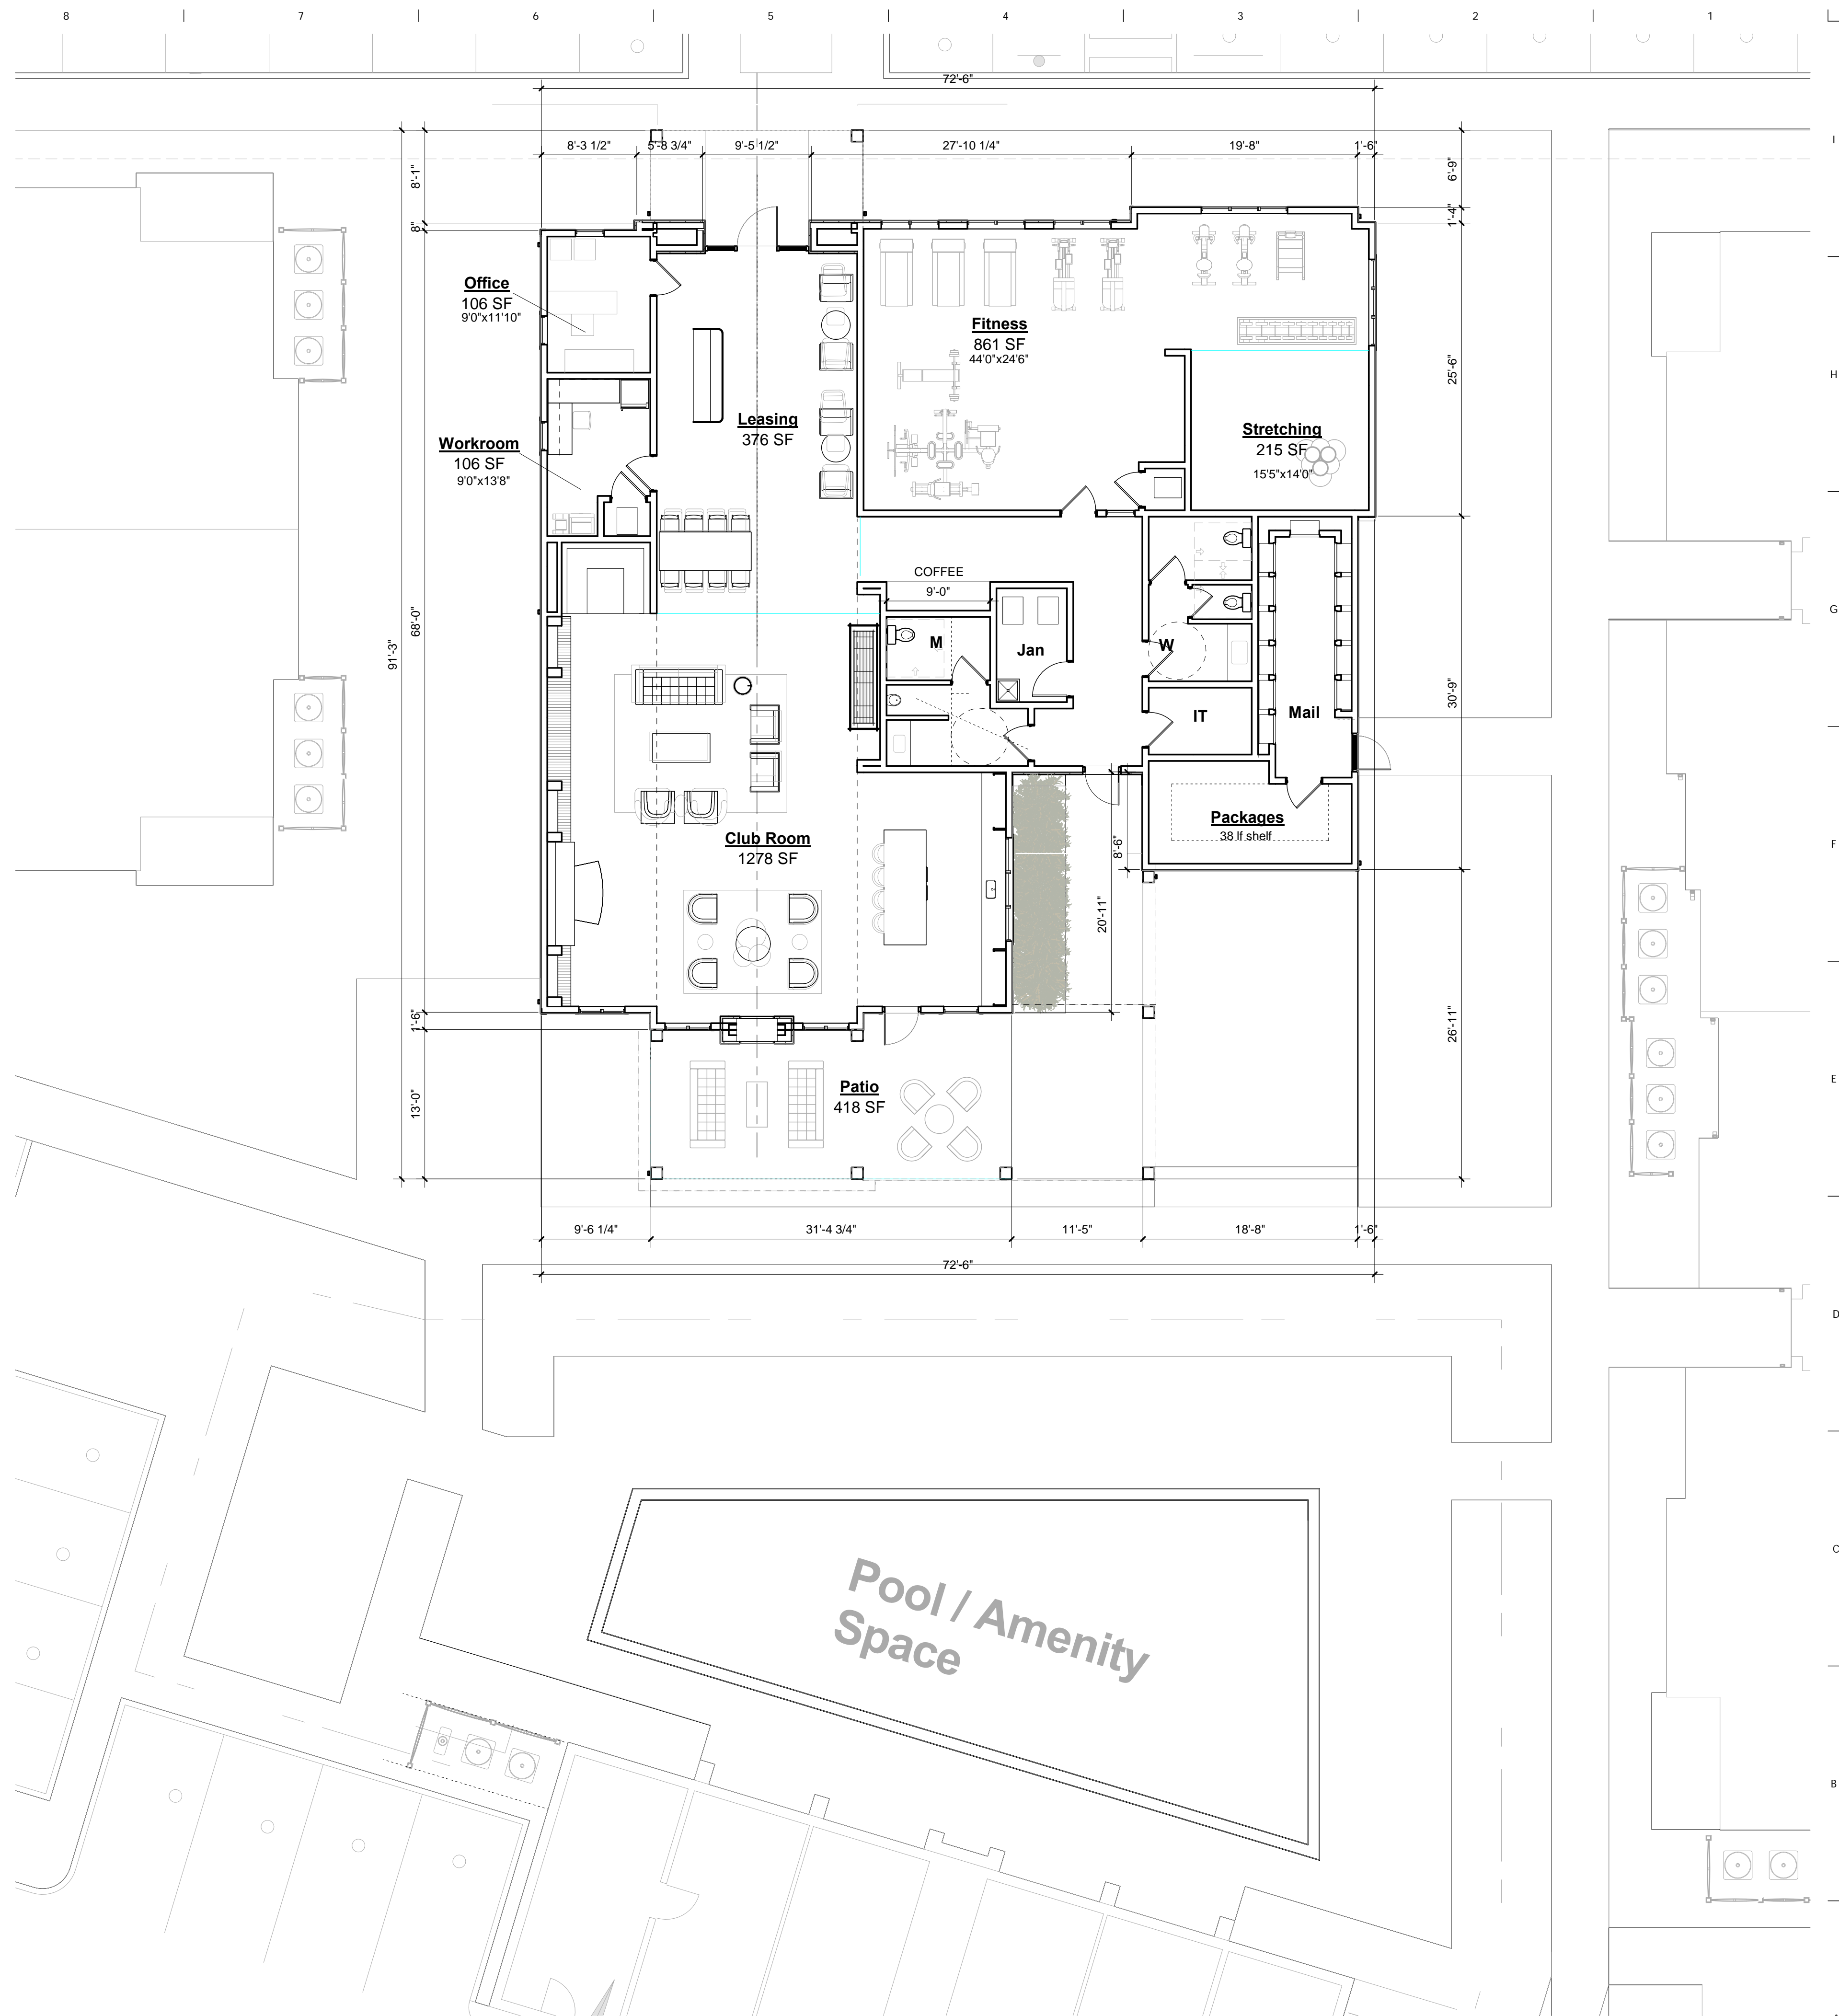 8 7 6 5 4 3 2 1
72'-6"
8'-3 1/2" 5'-8 3/4" 9'-5 1/2" 27'-10 1/4" 19'-8" 1'-6"
I
8'-1"
6'-9"
8"
1'-4"
Office
106 SF
9'0"x11'10"
Fitness
861 SF
44'0"x24'6"
H
25'-6"
Leasing
376 SF
Stretching
215 SF
15'5"x14'0"
Workroom
106 SF
9'0"x13'8"
COFFEE
9'-0"
G
68'-0"
91'-3"
M
Jan
W
30'-9"
IT
Mail
Club Room
1278 SF
Packages
38 lf shelf
F
8'-6"
20'-11"
1'-6"
26'-11"
Patio
418 SF
E
13'-0"
9'-6 1/4" 31'-4 3/4" 11'-5" 18'-8" 1'-6"
72'-6"
D
C
Pool / Amenity
Space
B